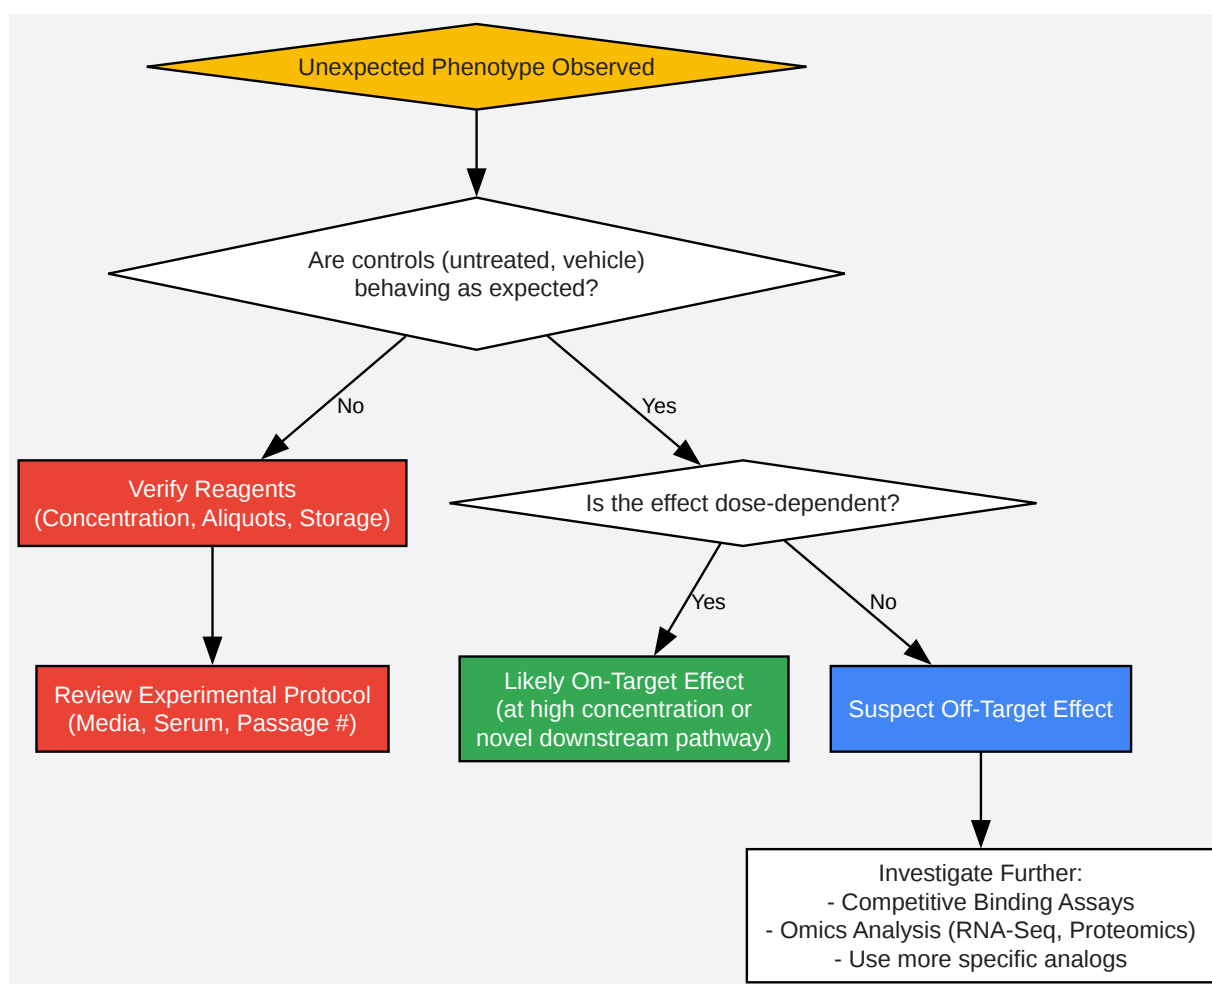 Unexpected Phenotype Observed
Are controls (untreated, vehicle)
behaving as expected?
No
Yes
Verify Reagents
(Concentration, Aliquots, Storage)
Is the effect dose-dependent?
Yes
No
Review Experimental Protocol
(Media, Serum, Passage #)
Likely On-Target Effect
(at high concentration or
novel downstream pathway)
Suspect Off-Target Effect
Investigate Further:
- Competitive Binding Assays
- Omics Analysis (RNA-Seq, Proteomics)
- Use more specific analogs